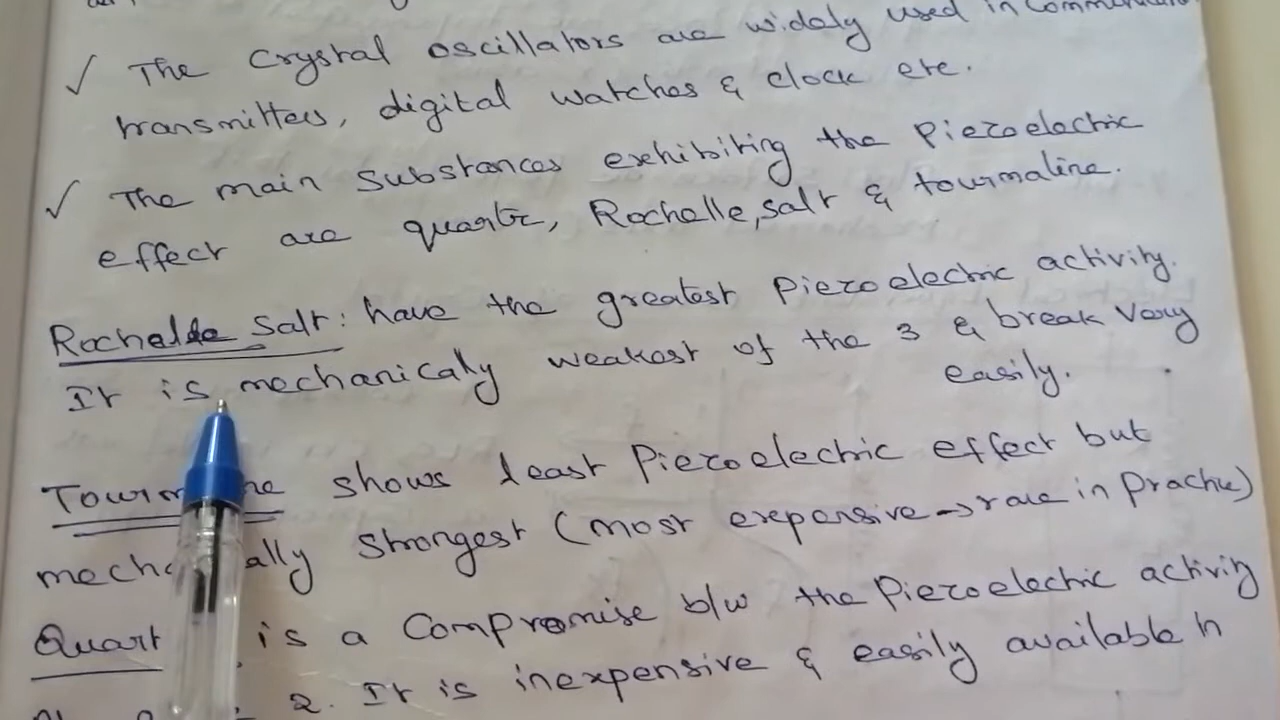 ✓ The Crystal oscillators are widely used in
transmitters, digital watches & clock etc.
✓ The main substances exhibiting the Piezoelectric
effect are quartz, Rochelle, salt & tourmaline.
Rochelle Salt: have the greatest Piezoelectric activity.
It is mechanicaly weakest of the 3 & break very
easily.
shows least Piezoelectric effect but
strongest (most expensive → rare in practice)
is a Compromise b/w the Piezoelectric activity
2. It is inexpensive & easily available in